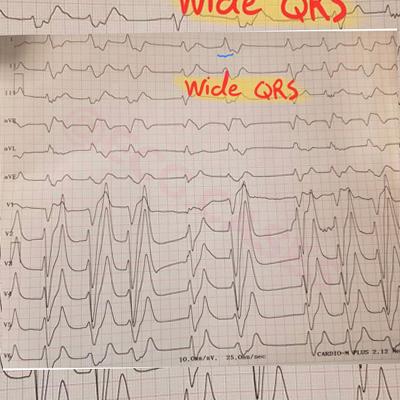 Wide QRS
Wide QRS
I
II
III
aVR
aVL
aVF
V1
V2
V3
V4
V5
V6
10.0mm/mV. 25.0mm/sec CARDIO-M PLUS 2.12 Me